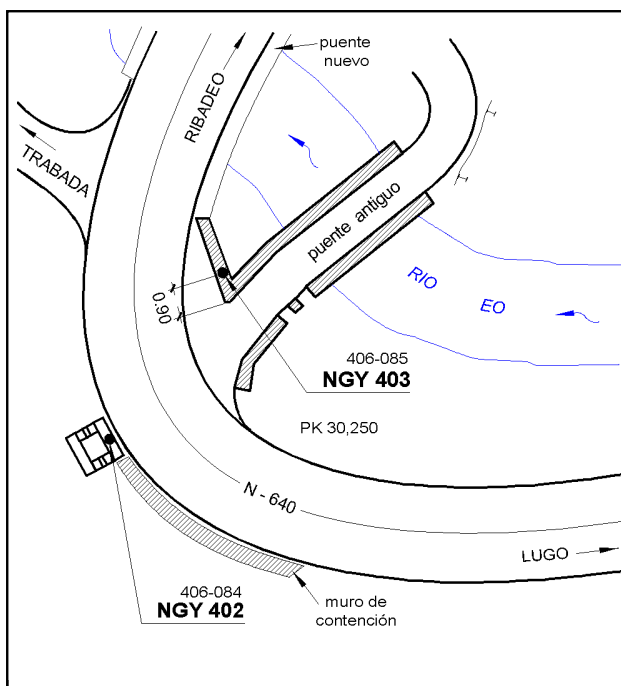 puente
nuevo
RIBADEO
TRABADA
puente antiguo
RIO EO
0.90
406-085
NGY 403
PK 30,250
N - 640
LUGO
406-084
NGY 402
muro de
contención